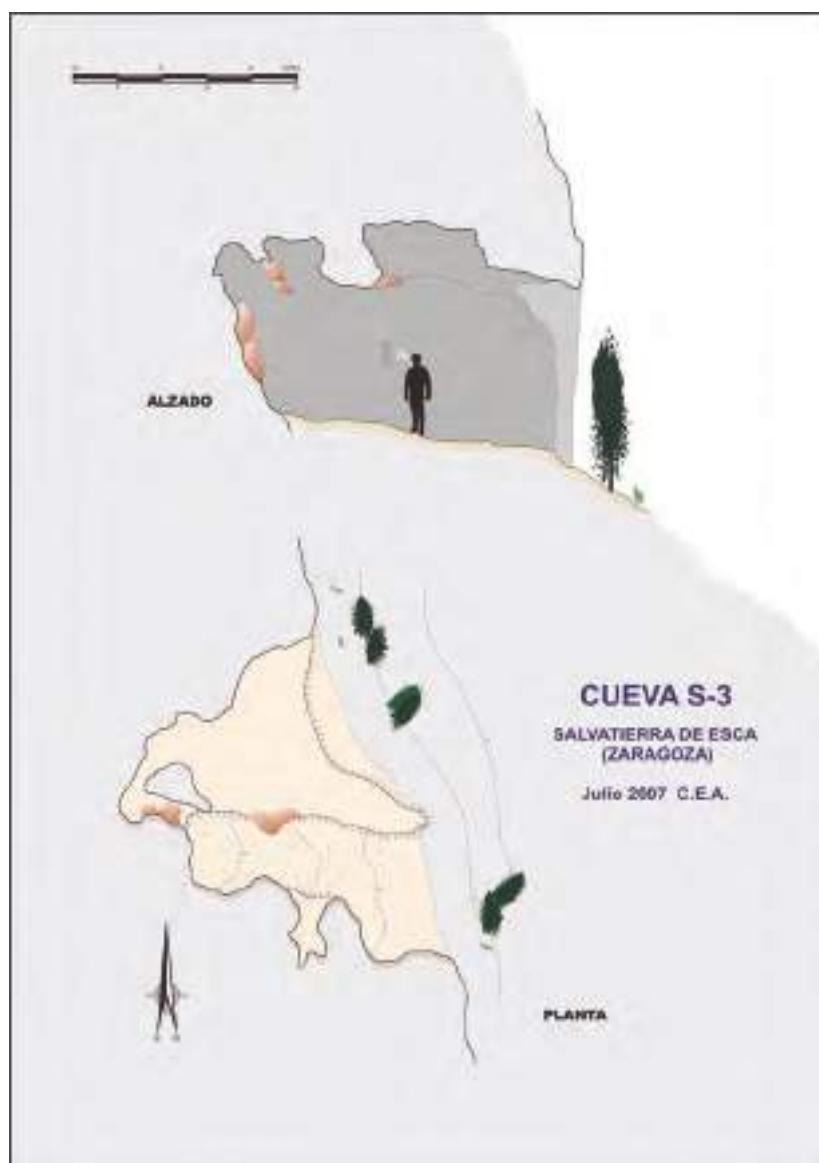 ALZADO
CUEVA S-3
SALVATIERRA DE ESCA
(ZARAGOZA)
Julio 2007 C.E.A.
PLANTA